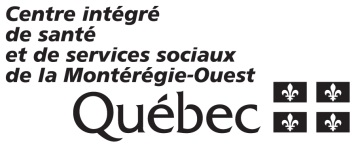 Centre intégré
de santé
et de services sociaux
de la Montérégie-Ouest
Québec